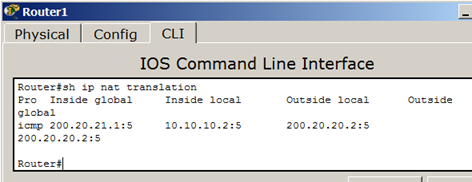 Router1
Physical Config CLI
IOS Command Line Interface
Router#sh ip nat translation
Pro Inside global Inside local Outside local Outside
global
icmp 200.20.21.1:5 10.10.10.2:5 200.20.20.2:5
200.20.20.2:5
Router#